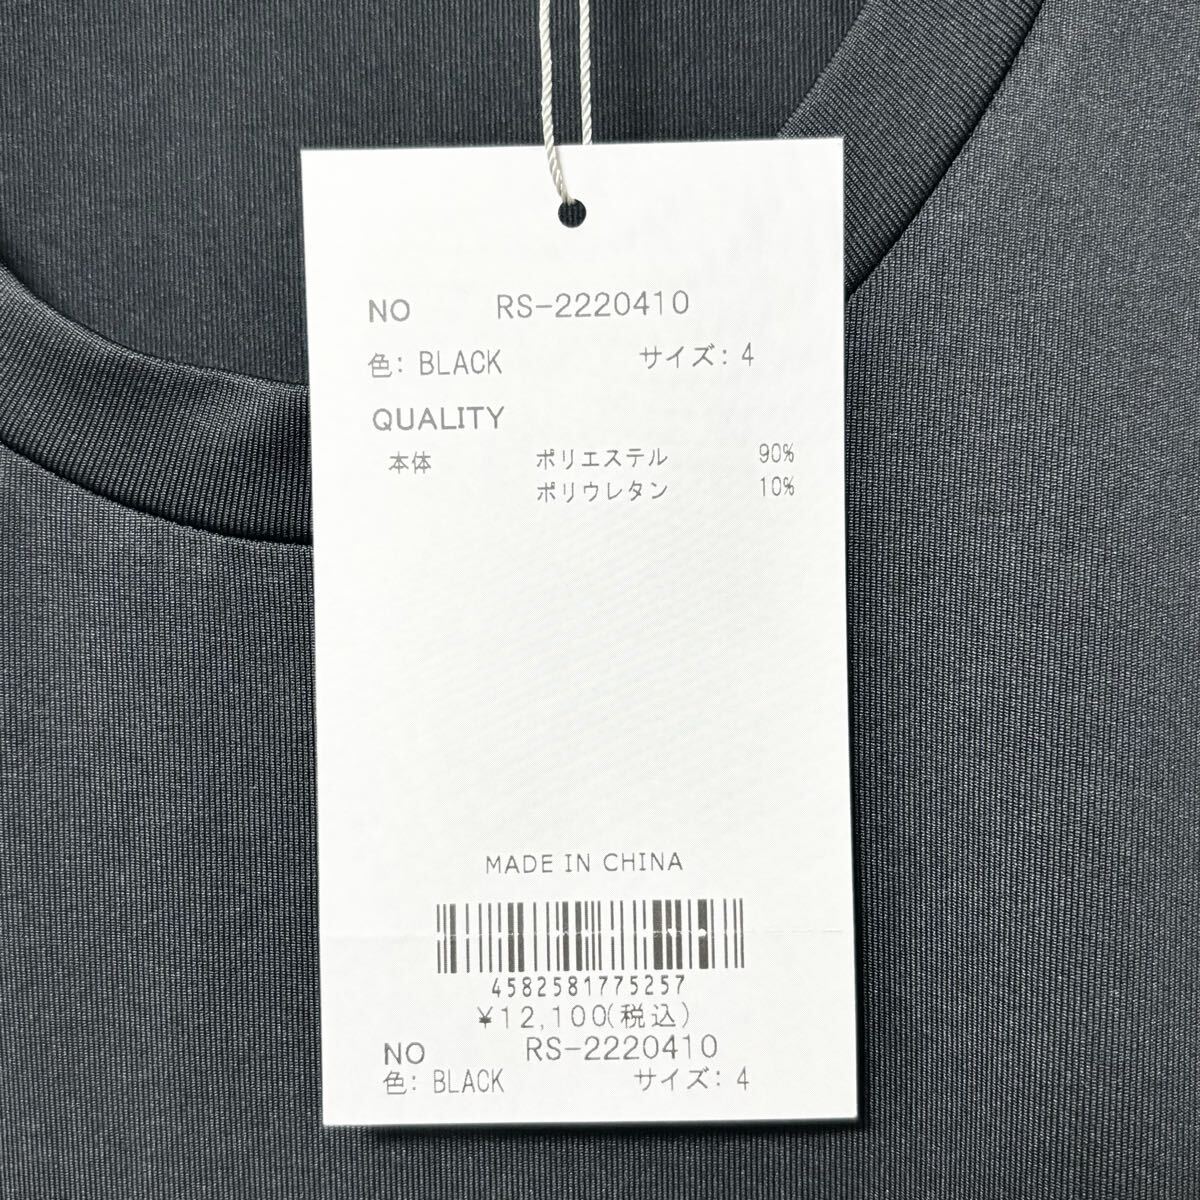 NO RS-2220410
色: BLACK サイズ: 4
QUALITY
本体 ポリエステル 90%
ポリウレタン 10%
MADE IN CHINA
4582581775257
¥12,100(税込)
NO RS-2220410
色: BLACK サイズ: 4